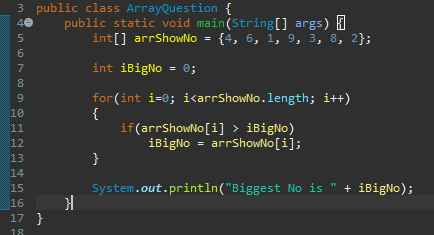 3 public class ArrayQuestion {
4 public static void main(String[] args) {
5 int[] arrShowNo = {4, 6, 1, 9, 3, 8, 2};
6
7 int iBigNo = 0;
8
9 for(int i=0; i<arrShowNo.length; i++)
10 {
11 if(arrShowNo[i] > iBigNo)
12 iBigNo = arrShowNo[i];
13 }
14
15 System.out.println("Biggest No is " + iBigNo);
16 }
17 }
18